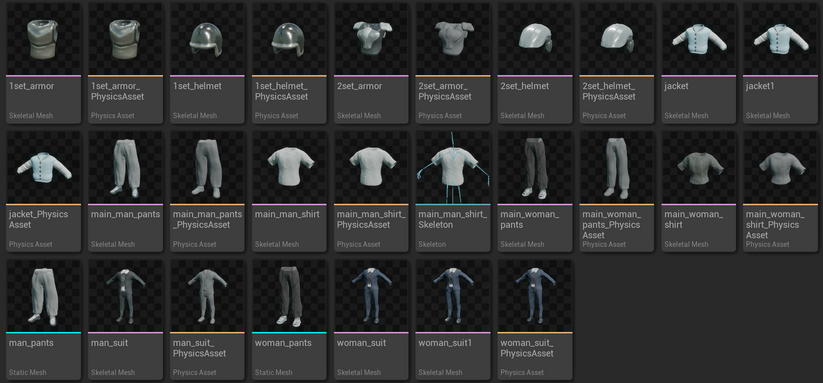 1set_armor
1set_armor_
PhysicsAsset
1set_helmet
1set_helmet_
PhysicsAsset
2set_armor
2set_armor_
PhysicsAsset
2set_helmet
2set_helmet_
PhysicsAsset
jacket
jacket1
Skeletal Mesh
Physics Asset
Skeletal Mesh
Physics Asset
Skeletal Mesh
Physics Asset
Skeletal Mesh
Physics Asset
Skeletal Mesh
Skeletal Mesh
jacket_Physics
Asset
main_man_pants
main_man_pants
_PhysicsAsset
main_man_shirt
main_man_shirt_
PhysicsAsset
main_man_shirt_
Skeleton
main_woman_
pants
main_woman_
pants_Physics
Asset
main_woman_
shirt
main_woman_
shirt_Physics
Asset
Physics Asset
Skeletal Mesh
Physics Asset
Skeletal Mesh
Physics Asset
Skeleton
Skeletal Mesh
Physics Asset
Skeletal Mesh
Physics Asset
man_pants
man_suit
man_suit_
PhysicsAsset
woman_pants
woman_suit
woman_suit1
woman_suit_
PhysicsAsset
Static Mesh
Skeletal Mesh
Physics Asset
Static Mesh
Skeletal Mesh
Skeletal Mesh
Physics Asset